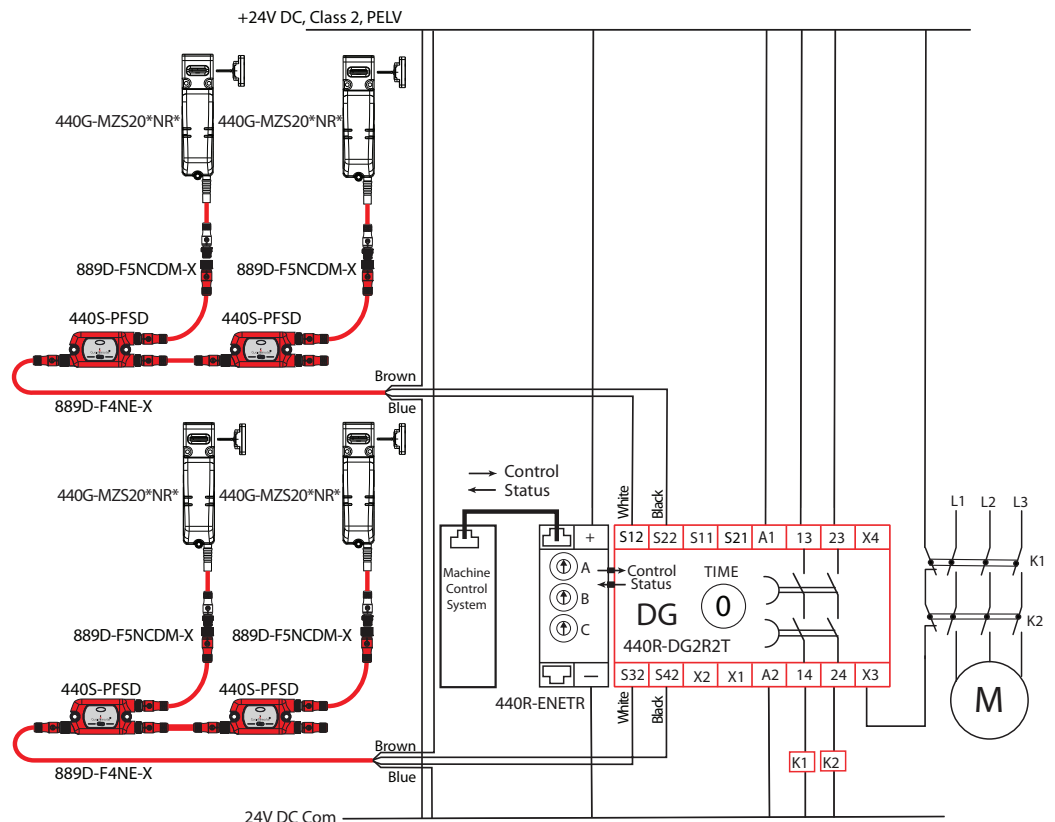 +24V DC, Class 2, PELV
440G-MZS20*NR*
440G-MZS20*NR*
889D-F5NCDM-X
889D-F5NCDM-X
440S-PFSD
440S-PFSD
Brown
889D-F4NE-X
Blue
440G-MZS20*NR*
440G-MZS20*NR*
Control
Status
White
Black
L1
L2
L3
+
S12
S22
S11
S21
A1
13
23
X4
K1
A
B
C
Machine
Control
System
Control
Status
TIME
0
DG
440R-DG2R2T
K2
889D-F5NCDM-X
889D-F5NCDM-X
440S-PFSD
440S-PFSD
440R-ENETR
–
S32
S42
X2
X1
A2
14
24
X3
M
White
Black
Brown
889D-F4NE-X
Blue
K1
K2
24V DC Com